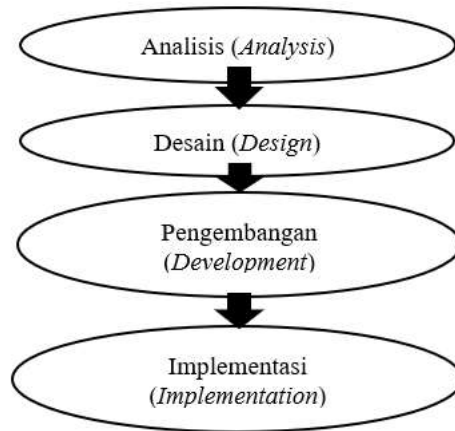 Analisis (Analysis)
Desain (Design)
Pengembangan
(Development)
Implementasi
(Implementation)